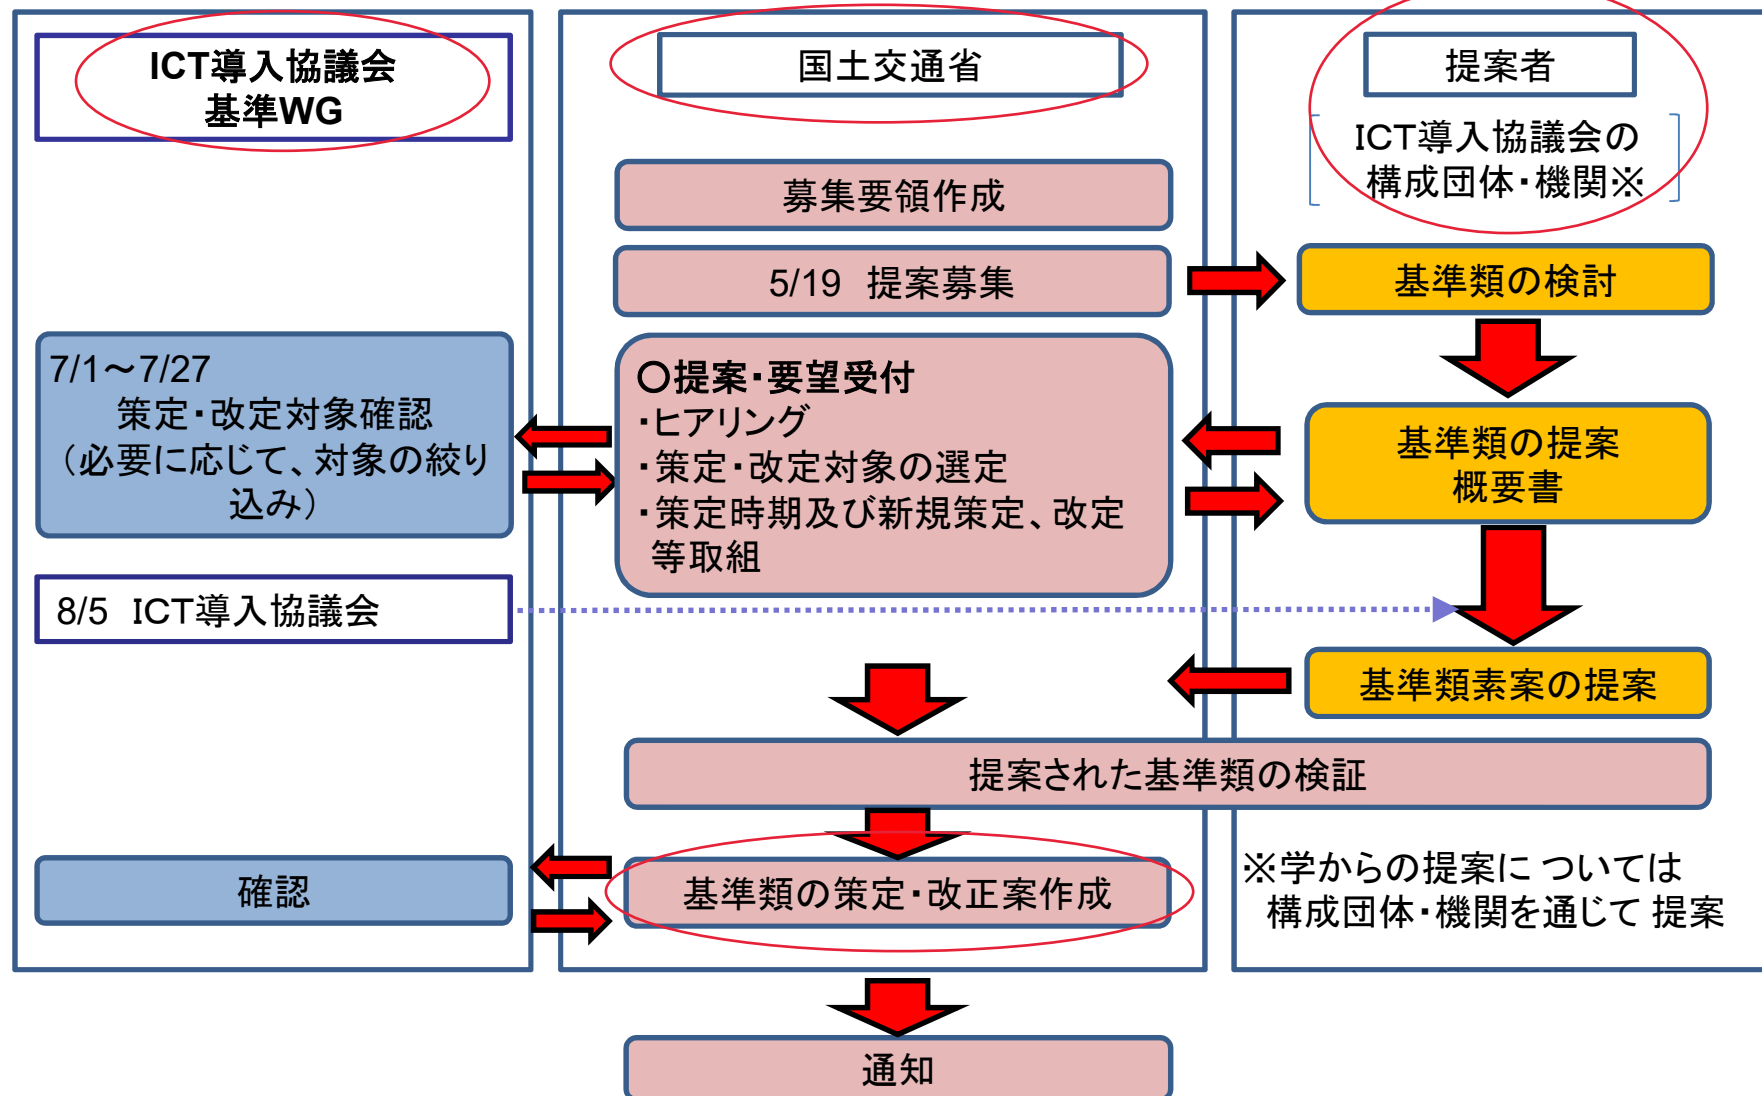 ICT導入協議会
基準WG
国土交通省
提案者
ICT導入協議会の
構成団体・機関※
募集要領作成
5/19 提案募集
基準類の検討
7/1～7/27
策定・改定対象確認
（必要に応じて、対象の絞り
込み）
〇提案・要望受付
・ヒアリング
・策定・改定対象の選定
・策定時期及び新規策定、改定
等取組
基準類の提案
概要書
8/5 ICT導入協議会
基準類素案の提案
提案された基準類の検証
確認
基準類の策定・改正案作成
※学からの提案に ついては
構成団体・機関を通じて 提案
通知